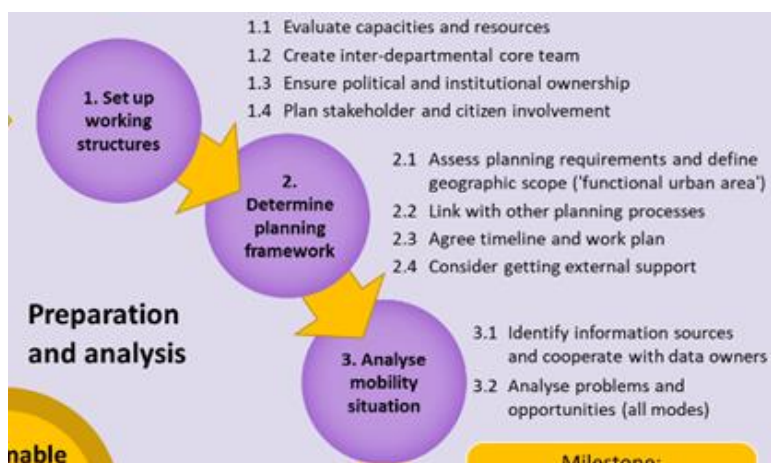 1. Set up
working
structures
1.1 Evaluate capacities and resources
1.2 Create inter-departmental core team
1.3 Ensure political and institutional ownership
1.4 Plan stakeholder and citizen involvement
2.
Determine
planning
framework
2.1 Assess planning requirements and define
geographic scope ('functional urban area')
2.2 Link with other planning processes
2.3 Agree timeline and work plan
2.4 Consider getting external support
Preparation
and analysis
3. Analyse
mobility
situation
3.1 Identify information sources
and cooperate with data owners
3.2 Analyse problems and
opportunities (all modes)
nable
Milestone: